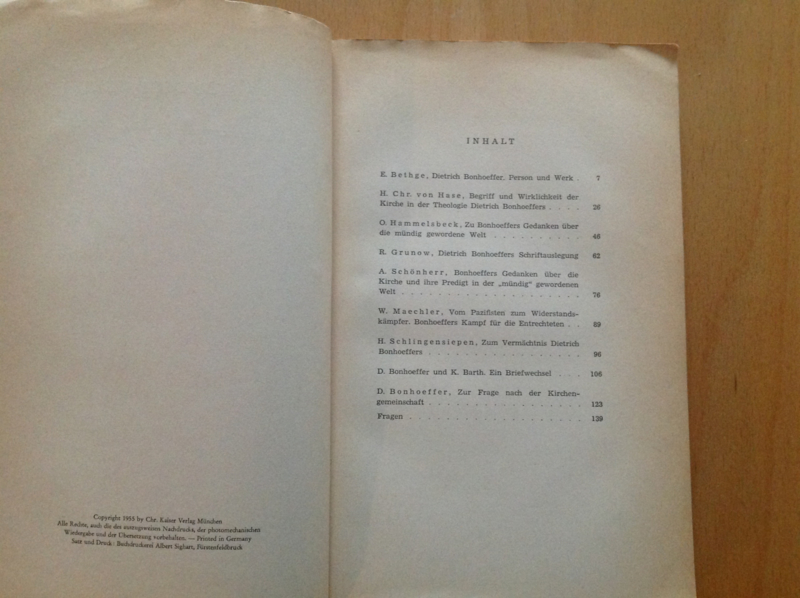 Copyright 1955 by Chr. Kaiser Verlag München
Alle Rechte, auch die des auszugsweisen Nachdrucks, der photomechanischen
Wiedergabe und der Übersetzung vorbehalten. — Printed in Germany
Satz und Druck: Buchdruckerei Albert Sighart, Fürstenfeldbruck
INHALT
E. Bethge, Dietrich Bonhoeffer. Person und Werk . 7
H. Chr. von Hase, Begriff und Wirklichkeit der
Kirche in der Theologie Dietrich Bonhoeffers . . . . 26
O. Hammelsbeck, Zu Bonhoeffers Gedanken über
die mündig gewordene Welt . . . . . . . . . 46
R. Grunow, Dietrich Bonhoeffers Schriftauslegung 62
A. Schönherr, Bonhoeffers Gedanken über die
Kirche und ihre Predigt in der „mündig“ gewordenen
Welt . . . . . . . . . . . . . . . . . . 76
W. Maechler, Vom Pazifisten zum Widerstands-
kämpfer. Bonhoeffers Kampf für die Entrechteten . . 89
H. Schlingensiepen, Zum Vermächtnis Dietrich
Bonhoeffers . . . . . . . . . . . . . . . 96
D. Bonhoeffer und K. Barth. Ein Briefwechsel . . . 106
D. Bonhoeffer, Zur Frage nach der Kirchen-
gemeinschaft . . . . . . . . . . . . . . . 123
Fragen . . . . . . . . . . . . . . . . . 129